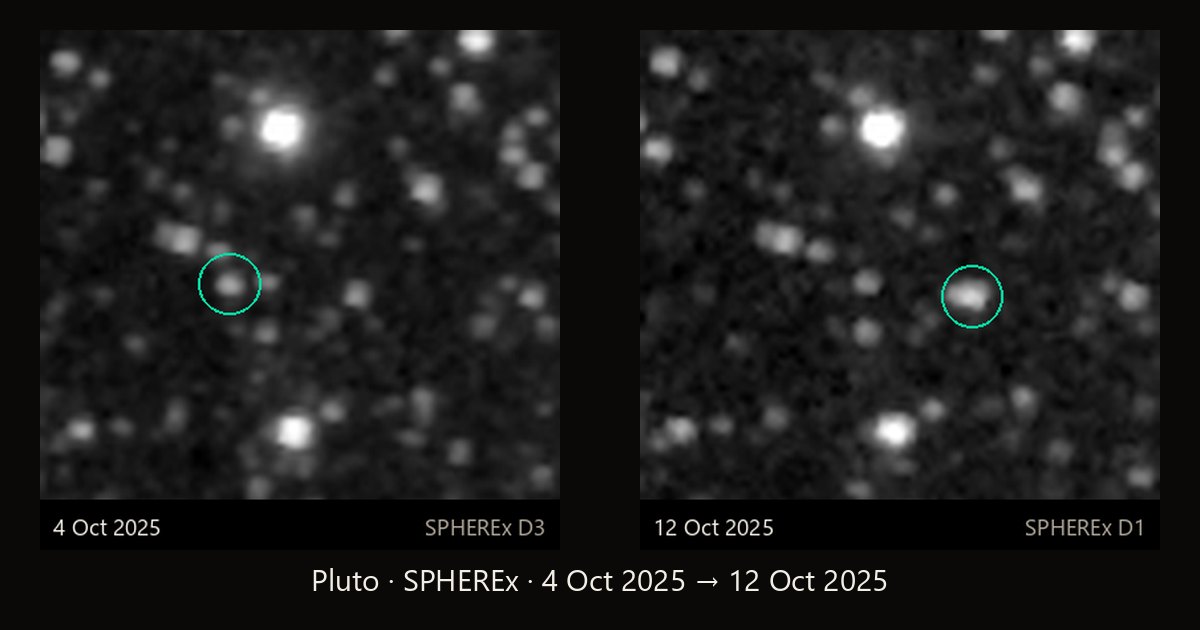 4 Oct 2025 SPHEREx D3
12 Oct 2025 SPHEREx D1
Pluto · SPHEREx · 4 Oct 2025 → 12 Oct 2025